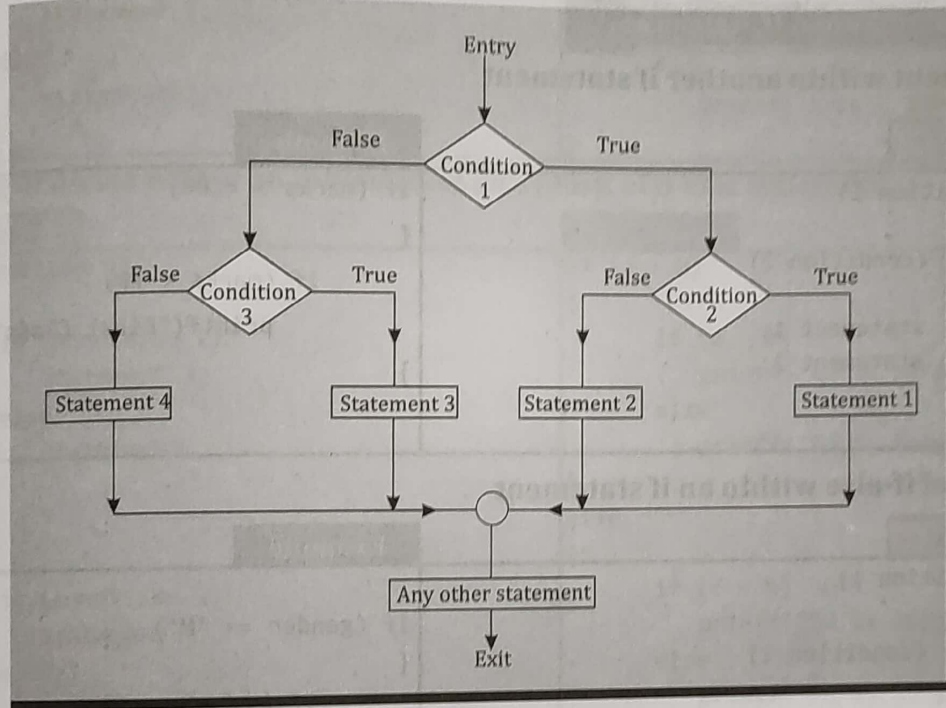 Entry
False
True
Condition
1
False
Condition
3
True
False
Condition
2
True
Statement 4
Statement 3
Statement 2
Statement 1
Any other statement
Exit